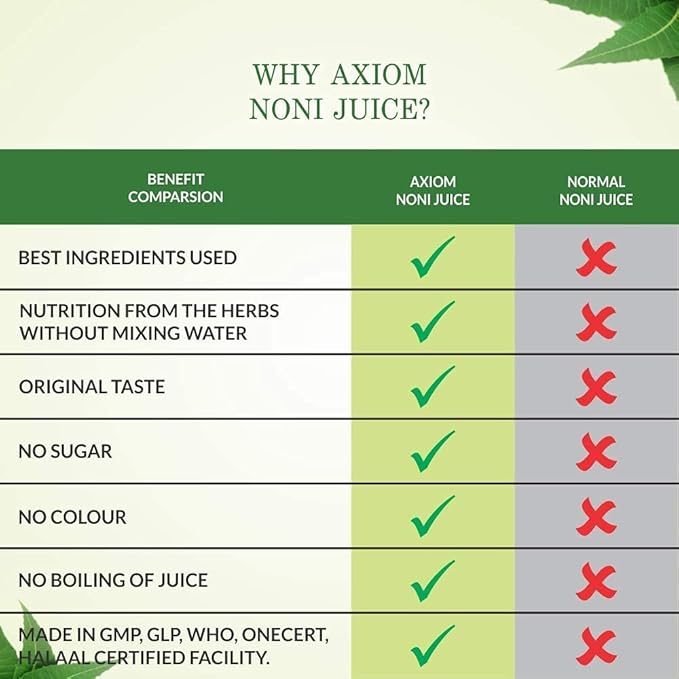 WHY AXIOM
NONI JUICE?
BENEFIT
COMPARSION
AXIOM
NONI JUICE
NORMAL
NONI JUICE
BEST INGREDIENTS USED
NUTRITION FROM THE HERBS
WITHOUT MIXING WATER
ORIGINAL TASTE
NO SUGAR
NO COLOUR
NO BOILING OF JUICE
MADE IN GMP, GLP, WHO, ONECERT,
HALAAL CERTIFIED FACILITY.